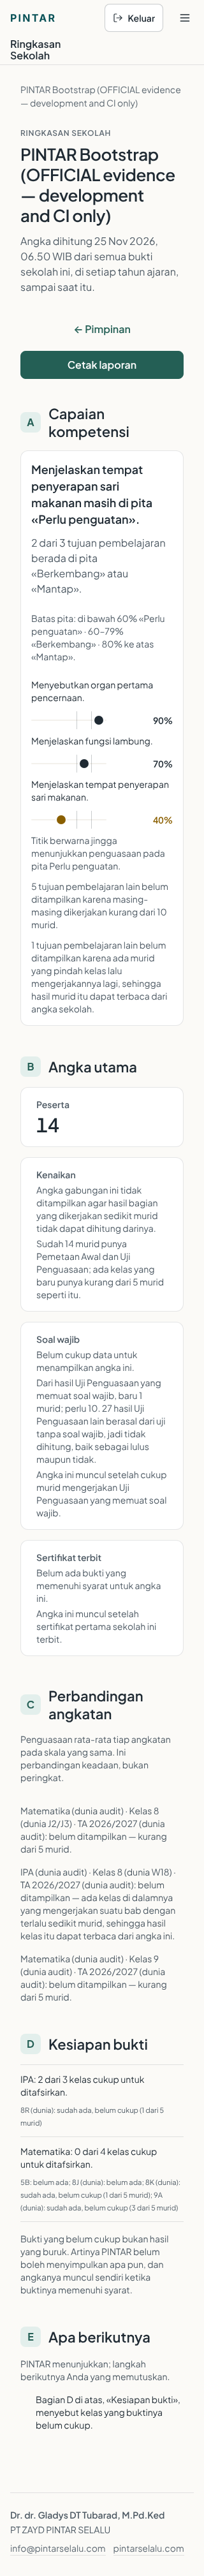 PINTAR
Keluar
Ringkasan
Sekolah
PINTAR Bootstrap (OFFICIAL evidence
— development and CI only)
RINGKASAN SEKOLAH
PINTAR Bootstrap
(OFFICIAL evidence
— development
and CI only)
Angka dihitung 25 Nov 2026,
06.50 WIB dari semua bukti
sekolah ini, di setiap tahun ajaran,
sampai saat itu.
← Pimpinan
Cetak laporan
A
Capaian
kompetensi
Menjelaskan tempat
penyerapan sari
makanan masih di pita
«Perlu penguatan».
2 dari 3 tujuan pembelajaran
berada di pita
«Berkembang» atau
«Mantap».
Batas pita: di bawah 60% «Perlu
penguatan» · 60–79%
«Berkembang» · 80% ke atas
«Mantap».
Menyebutkan organ pertama
pencernaan.
90%
Menjelaskan fungsi lambung.
70%
Menjelaskan tempat penyerapan
sari makanan.
40%
Titik berwarna jingga
menunjukkan penguasaan pada
pita Perlu penguatan.
5 tujuan pembelajaran lain belum
ditampilkan karena masing-
masing dikerjakan kurang dari 10
murid.
1 tujuan pembelajaran lain belum
ditampilkan karena ada murid
yang pindah kelas lalu
mengerjakannya lagi, sehingga
hasil murid itu dapat terbaca dari
angka sekolah.
B
Angka utama
Peserta
14
Kenaikan
Angka gabungan ini tidak
ditampilkan agar hasil bagian
yang dikerjakan sedikit murid
tidak dapat dihitung darinya.
Sudah 14 murid punya
Pemetaan Awal dan Uji
Penguasaan; ada kelas yang
baru punya kurang dari 5 murid
seperti itu.
Soal wajib
Belum cukup data untuk
menampilkan angka ini.
Dari hasil Uji Penguasaan yang
memuat soal wajib, baru 1
murid; perlu 10. 27 hasil Uji
Penguasaan lain berasal dari uji
tanpa soal wajib, jadi tidak
dihitung, baik sebagai lulus
maupun tidak.
Angka ini muncul setelah cukup
murid mengerjakan Uji
Penguasaan yang memuat soal
wajib.
Sertifikat terbit
Belum ada bukti yang
memenuhi syarat untuk angka
ini.
Angka ini muncul setelah
sertifikat pertama sekolah ini
terbit.
C
Perbandingan
angkatan
Penguasaan rata-rata tiap angkatan
pada skala yang sama. Ini
perbandingan keadaan, bukan
peringkat.
Matematika (dunia audit) · Kelas 8
(dunia J2/J3) · TA 2026/2027 (dunia
audit): belum ditampilkan — kurang
dari 5 murid.
IPA (dunia audit) · Kelas 8 (dunia W18) ·
TA 2026/2027 (dunia audit): belum
ditampilkan — ada kelas di dalamnya
yang mengerjakan suatu bab dengan
terlalu sedikit murid, sehingga hasil
kelas itu dapat terbaca dari angka ini.
Matematika (dunia audit) · Kelas 9
(dunia audit) · TA 2026/2027 (dunia
audit): belum ditampilkan — kurang
dari 5 murid.
D
Kesiapan bukti
IPA: 2 dari 3 kelas cukup untuk
ditafsirkan.
8R (dunia): sudah ada, belum cukup (1 dari 5
murid)
Matematika: 0 dari 4 kelas cukup
untuk ditafsirkan.
5B: belum ada; 8J (dunia): belum ada; 8K (dunia):
sudah ada, belum cukup (1 dari 5 murid); 9A
(dunia): sudah ada, belum cukup (3 dari 5 murid)
Bukti yang belum cukup bukan hasil
yang buruk. Artinya PINTAR belum
boleh menyimpulkan apa pun, dan
angkanya muncul sendiri ketika
buktinya memenuhi syarat.
E
Apa berikutnya
PINTAR menunjukkan; langkah
berikutnya Anda yang memutuskan.
Bagian D di atas, «Kesiapan bukti»,
menyebut kelas yang buktinya
belum cukup.
Dr. dr. Gladys DT Tubarad, M.Pd.Ked
PT ZAYD PINTAR SELALU
info@pintarselalu.com pintarselalu.com